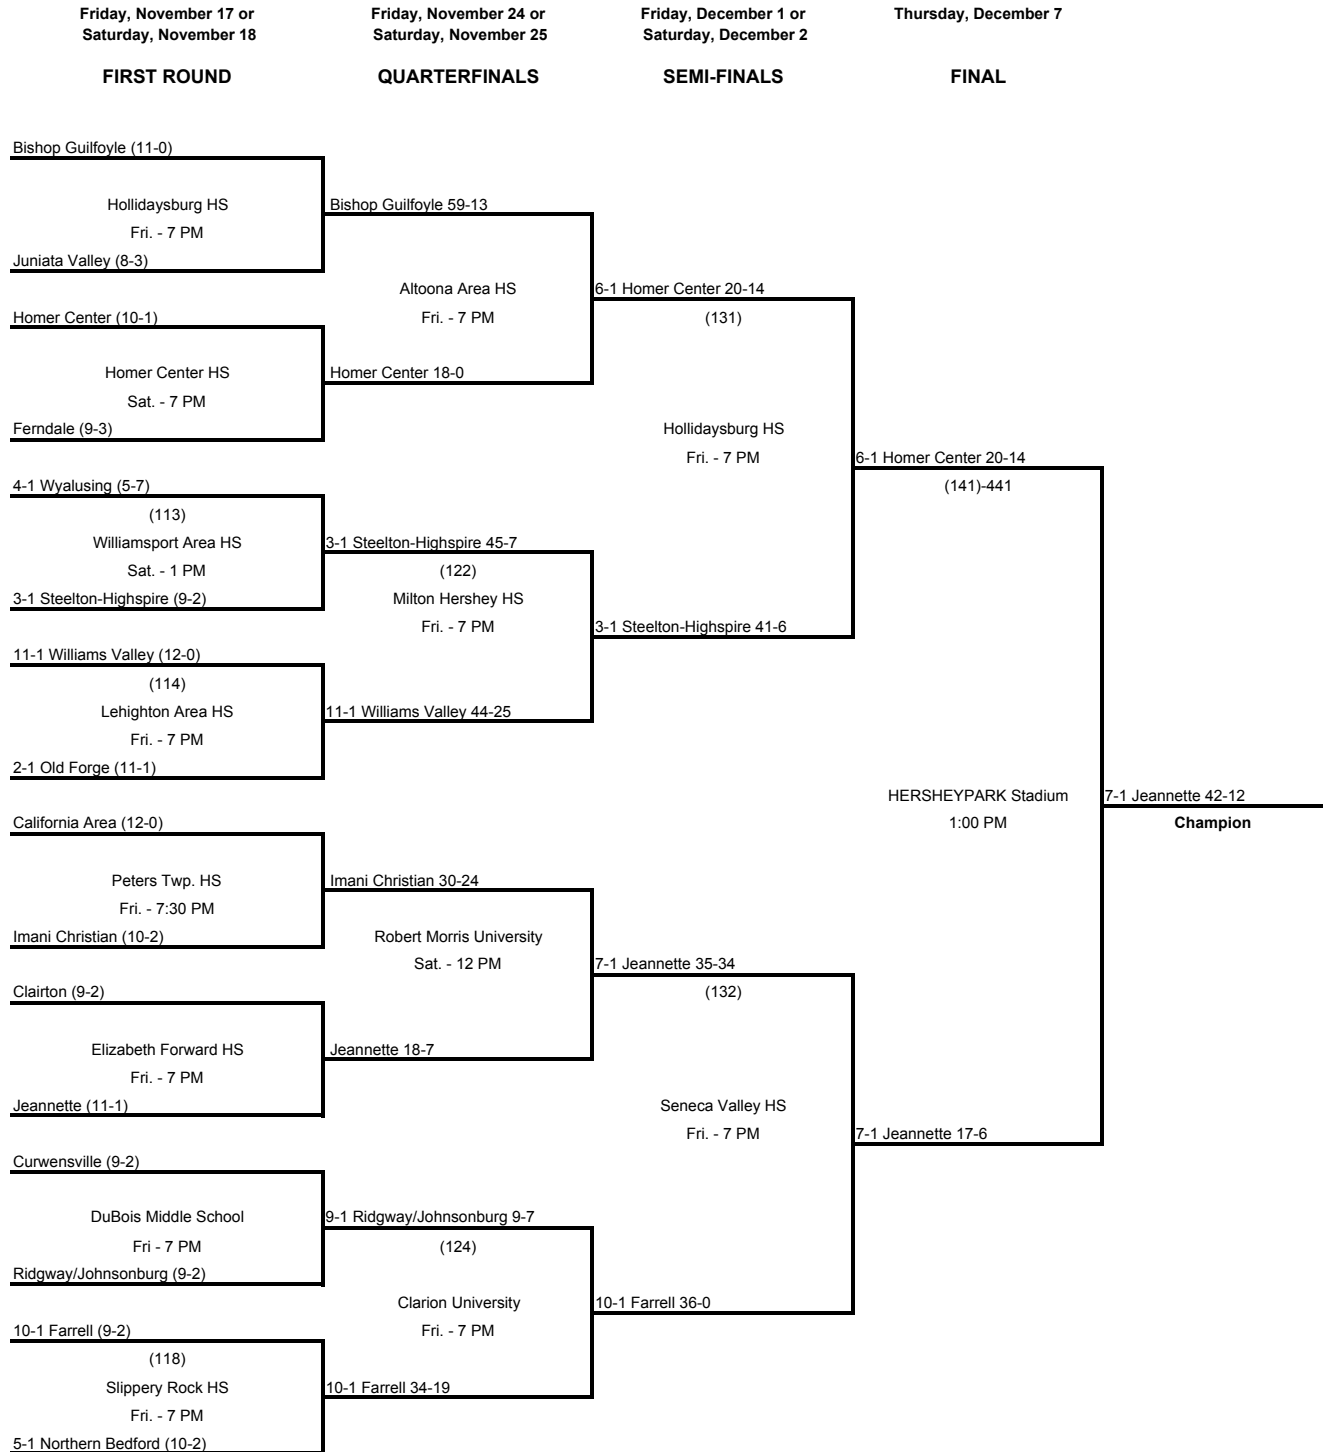 Friday, November 17 or
Saturday, November 18
Friday, November 24 or
Saturday, November 25
Friday, December 1 or
Saturday, December 2
Thursday, December 7
FIRST ROUND
QUARTERFINALS
SEMI-FINALS
FINAL
Bishop Guilfoyle (11-0)
Hollidaysburg HS
Fri. - 7 PM
Juniata Valley (8-3)
Homer Center (10-1)
Homer Center HS
Sat. - 7 PM
Ferndale (9-3)
4-1 Wyalusing (5-7)
(113)
Williamsport Area HS
Sat. - 1 PM
3-1 Steelton-Highspire (9-2)
11-1 Williams Valley (12-0)
(114)
Lehighton Area HS
Fri. - 7 PM
2-1 Old Forge (11-1)
California Area (12-0)
Peters Twp. HS
Fri. - 7:30 PM
Imani Christian (10-2)
Clairton (9-2)
Elizabeth Forward HS
Fri. - 7 PM
Jeannette (11-1)
Curwensville (9-2)
DuBois Middle School
Fri - 7 PM
Ridgway/Johnsonburg (9-2)
10-1 Farrell (9-2)
(118)
Slippery Rock HS
Fri. - 7 PM
5-1 Northern Bedford (10-2)
Bishop Guilfoyle 59-13
Altoona Area HS
Fri. - 7 PM
Homer Center 18-0
3-1 Steelton-Highspire 45-7
(122)
Milton Hershey HS
Fri. - 7 PM
11-1 Williams Valley 44-25
Imani Christian 30-24
Robert Morris University
Sat. - 12 PM
Jeannette 18-7
9-1 Ridgway/Johnsonburg 9-7
(124)
Clarion University
Fri. - 7 PM
10-1 Farrell 34-19
6-1 Homer Center 20-14
(131)
Hollidaysburg HS
Fri. - 7 PM
3-1 Steelton-Highspire 41-6
7-1 Jeannette 35-34
(132)
Seneca Valley HS
Fri. - 7 PM
10-1 Farrell 36-0
6-1 Homer Center 20-14
(141)-441
HERSHEYPARK Stadium
1:00 PM
7-1 Jeannette 17-6
7-1 Jeannette 42-12
Champion